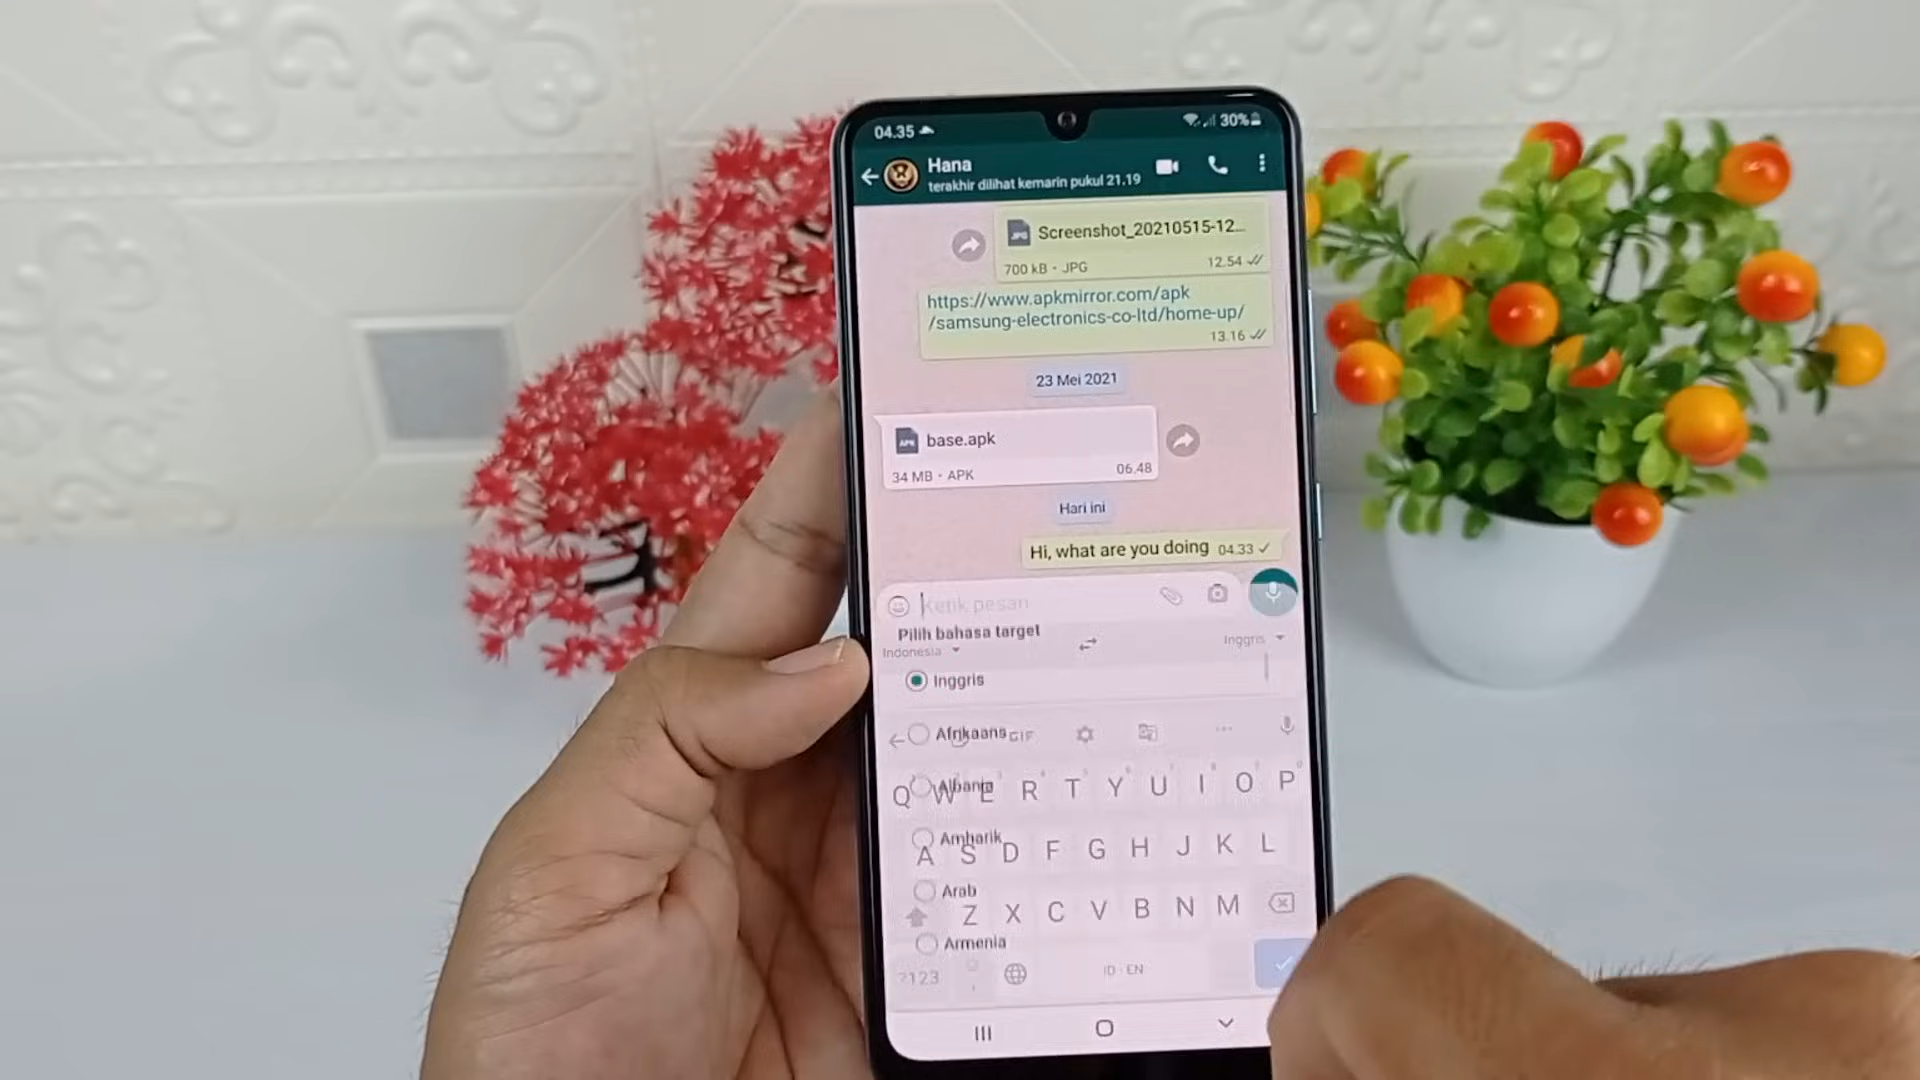 04.35
30%
Hana
terakhir dilihat kemarin pukul 21.19
JPG
Screenshot_20210515-12...
700 kB • JPG
12.54
https://www.apkmirror.com/apk
/samsung-electronics-co-ltd/home-up/
13.16
23 Mei 2021
APK
base.apk
34 MB • APK
06.48
Hari ini
Hi, what are you doing 04.33
Ketik pesan
Pilih bahasa target
Indonesia
Inggris
Inggris
Afrikaans
GIF
Albania
Q W E R T Y U I O P
Amharik
A S D F G H J K L
Arab
Z X C V B N M
Armenia
?123
ID • EN